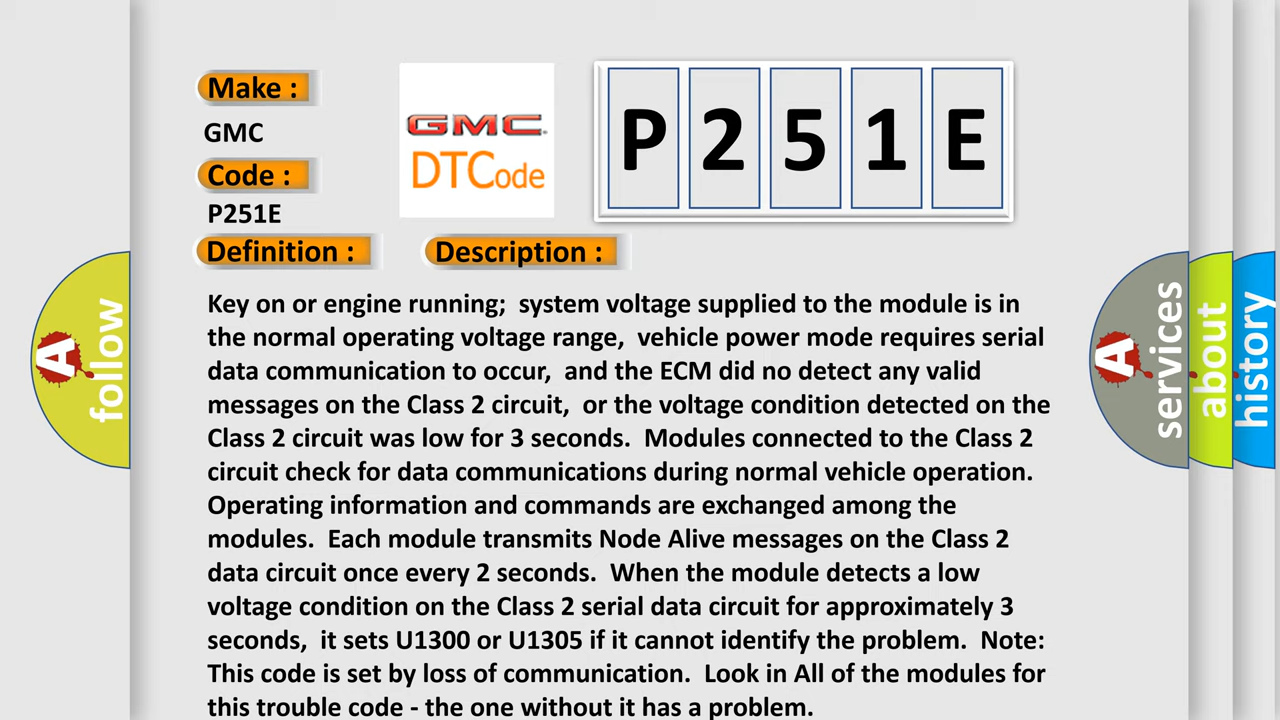 Make :
GMC
Code :
P251E
GMC
DTCode
P251E
Definition :
Description :
Key on or engine running;  system voltage supplied to the module is in
the normal operating voltage range,  vehicle power mode requires serial
data communication to occur,  and the ECM did no detect any valid
messages on the Class 2 circuit,  or the voltage condition detected on the
Class 2 circuit was low for 3 seconds.  Modules connected to the Class 2
circuit check for data communications during normal vehicle operation.
Operating information and commands are exchanged among the
modules.  Each module transmits Node Alive messages on the Class 2
data circuit once every 2 seconds.  When the module detects a low
voltage condition on the Class 2 serial data circuit for approximately 3
seconds,  it sets U1300 or U1305 if it cannot identify the problem.  Note:
This code is set by loss of communication.  Look in All of the modules for
this trouble code - the one without it has a problem.
A
follow
A
services
about
history